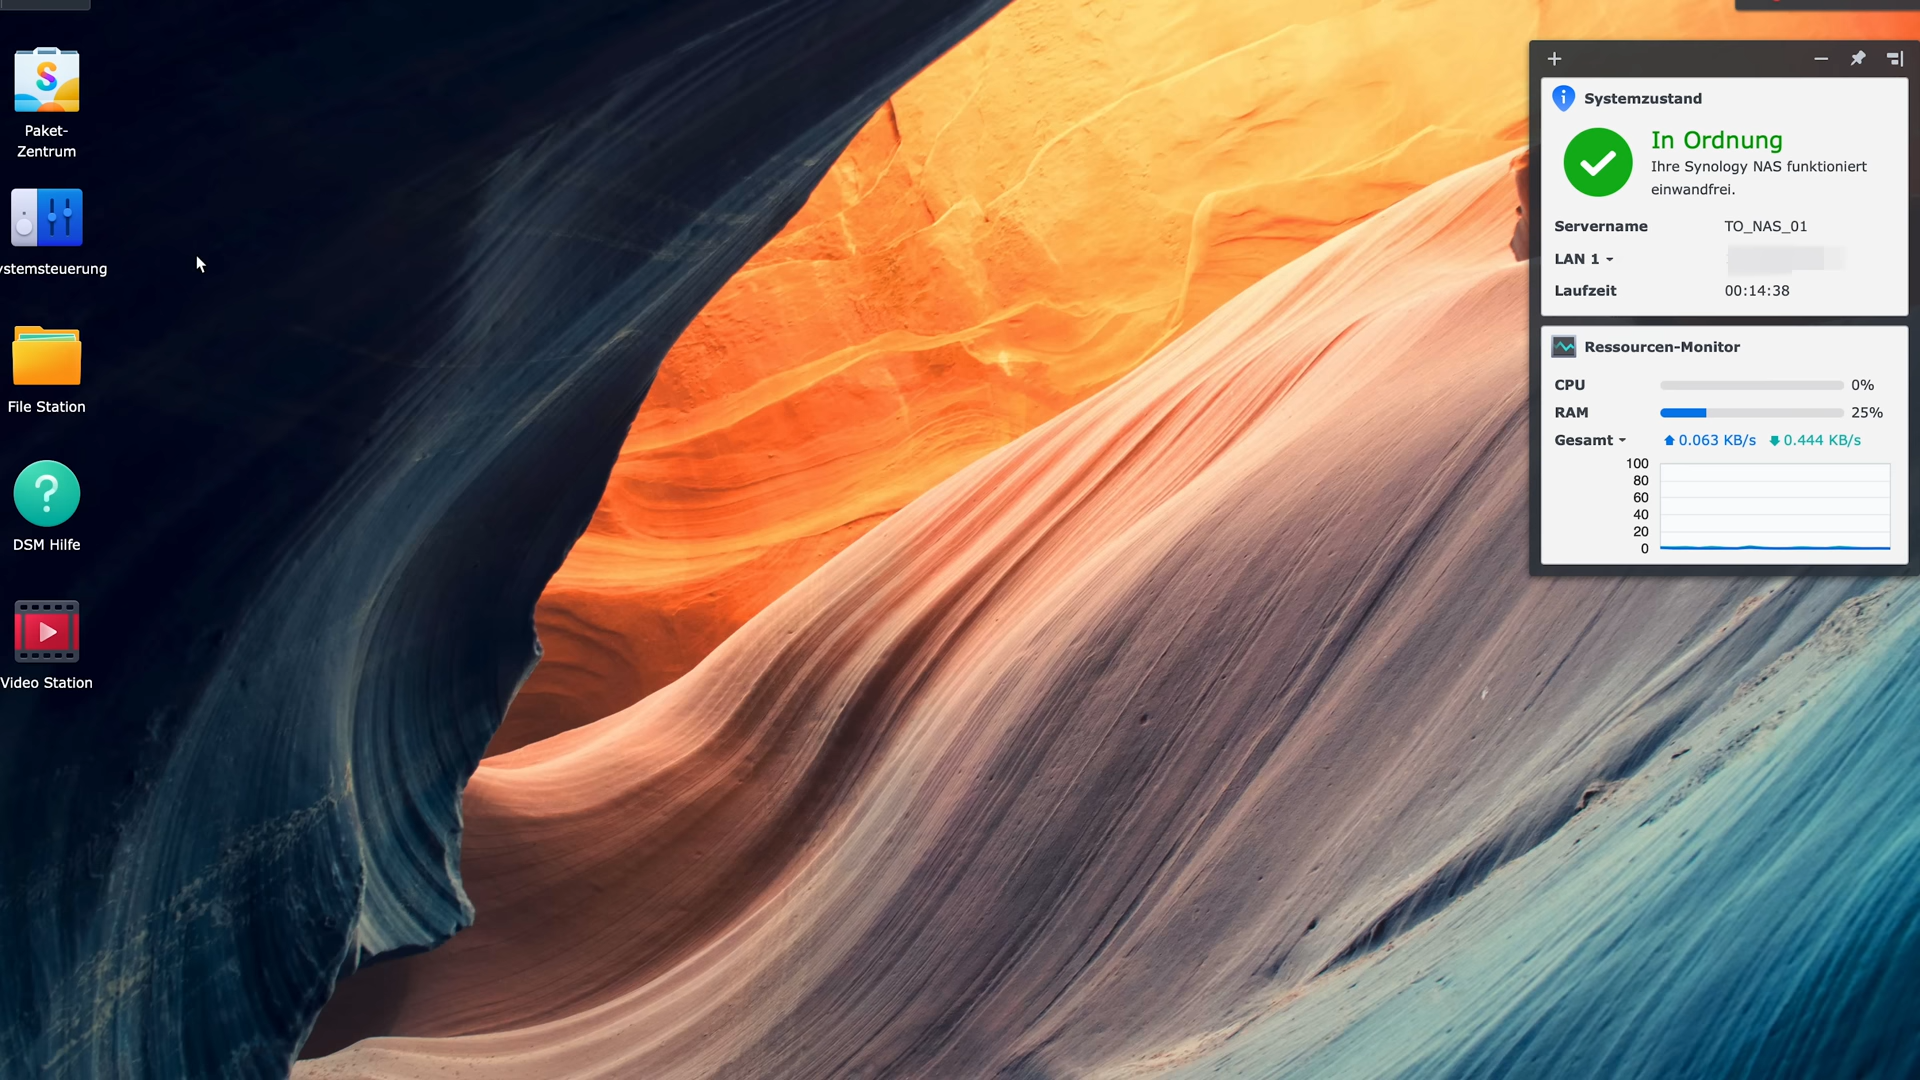 Paket-
Zentrum
ystemsteuerung
File Station
DSM Hilfe
Video Station
Systemzustand
In Ordnung
Ihre Synology NAS funktioniert
einwandfrei.
Servername TO_NAS_01
LAN 1
Laufzeit 00:14:38
Ressourcen-Monitor
CPU 0%
RAM 25%
Gesamt 0.063 KB/s 0.444 KB/s
100
80
60
40
20
0